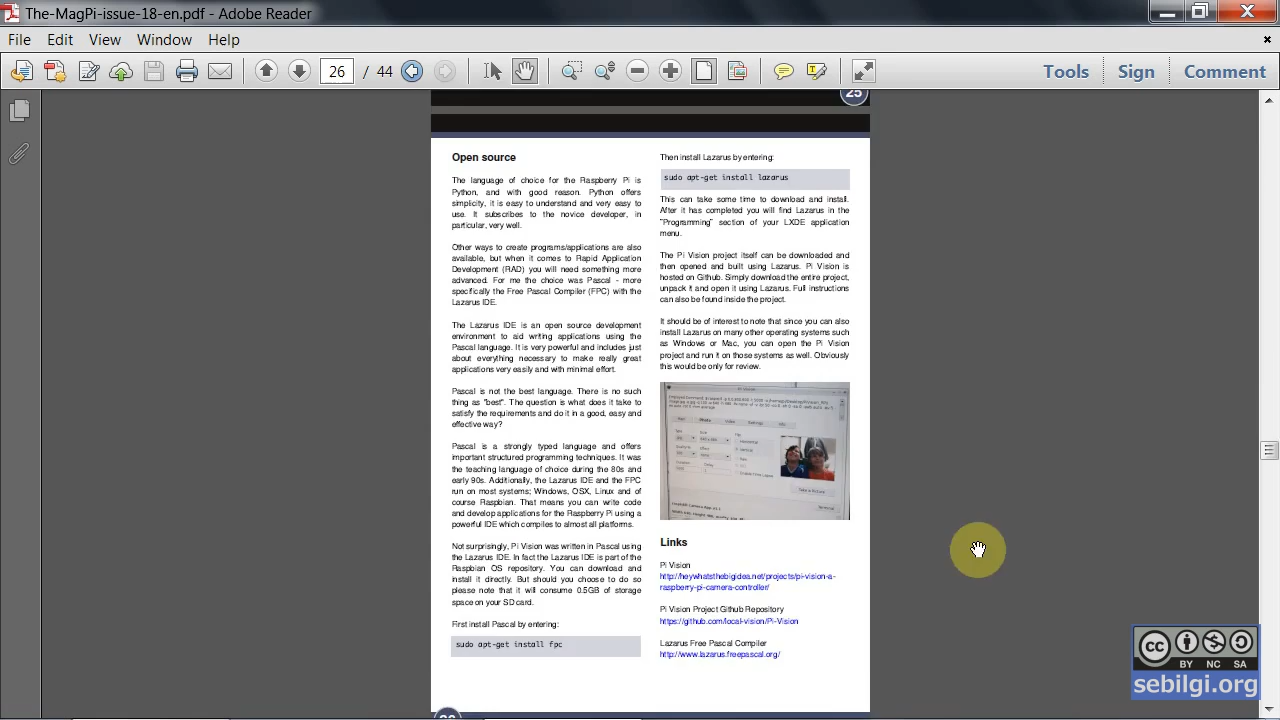 The-MagPi-issue-18-en.pdf - Adobe Reader
File Edit View Window Help
26 / 44
Tools Sign Comment
25
Open source
The language of choice for the Raspberry Pi is
Python, and with good reason. Python offers
simplicity, it is easy to understand and very easy to
use. It subscribes to the novice developer, in
particular, very well.
Other ways to create programs/applications are also
available, but when it comes to Rapid Application
Development (RAD) you will need something more
advanced. For me the choice was Pascal - more
specifically the Free Pascal Compiler (FPC) with the
Lazarus IDE.
The Lazarus IDE is an open source development
environment to aid writing applications using the
Pascal language. It is very powerful and includes just
about everything necessary to make really great
applications very easily and with minimal effort.
Pascal is not the best language. There is no such
thing as "best". The question is what does it take to
satisfy the requirements and do it in a good, easy and
effective way?
Pascal is a strongly typed language and offers
important structured programming techniques. It was
the teaching language of choice during the 80s and
early 90s. Additionally, the Lazarus IDE and the FPC
run on most systems; Windows, OSX, Linux and of
course Raspbian. That means you can write code
and develop applications for the Raspberry Pi using a
powerful IDE which compiles to almost all platforms.
Not surprisingly, Pi Vision was written in Pascal using
the Lazarus IDE. In fact the Lazarus IDE is part of the
Raspbian OS repository. You can download and
install it directly. But should you choose to do so
please note that it will consume 0.5GB of storage
space on your SD card.
First install Pascal by entering:
sudo apt-get install fpc
Then install Lazarus by entering:
sudo apt-get install lazarus
This can take some time to download and install.
After it has completed you will find Lazarus in the
"Programming" section of your LXDE application
menu.
The Pi Vision project itself can be downloaded and
then opened and built using Lazarus. Pi Vision is
hosted on Github. Simply download the entire project,
unpack it and open it using Lazarus. Full instructions
can also be found inside the project.
It should be of interest to note that since you can also
install Lazarus on many other operating systems such
as Windows or Mac, you can open the Pi Vision
project and run it on those systems as well. Obviously
this would be only for review.
Take a Picture
Links
Pi Vision
http://heywhatsthebigidea.net/projects/pi-vision-a-
raspberry-pi-camera-controller/
Pi Vision Project Github Repository
https://github.com/local-vision/Pi-Vision
Lazarus Free Pascal Compiler
http://www.lazarus.freepascal.org/
cc
BY NC SA
sebilgi.org